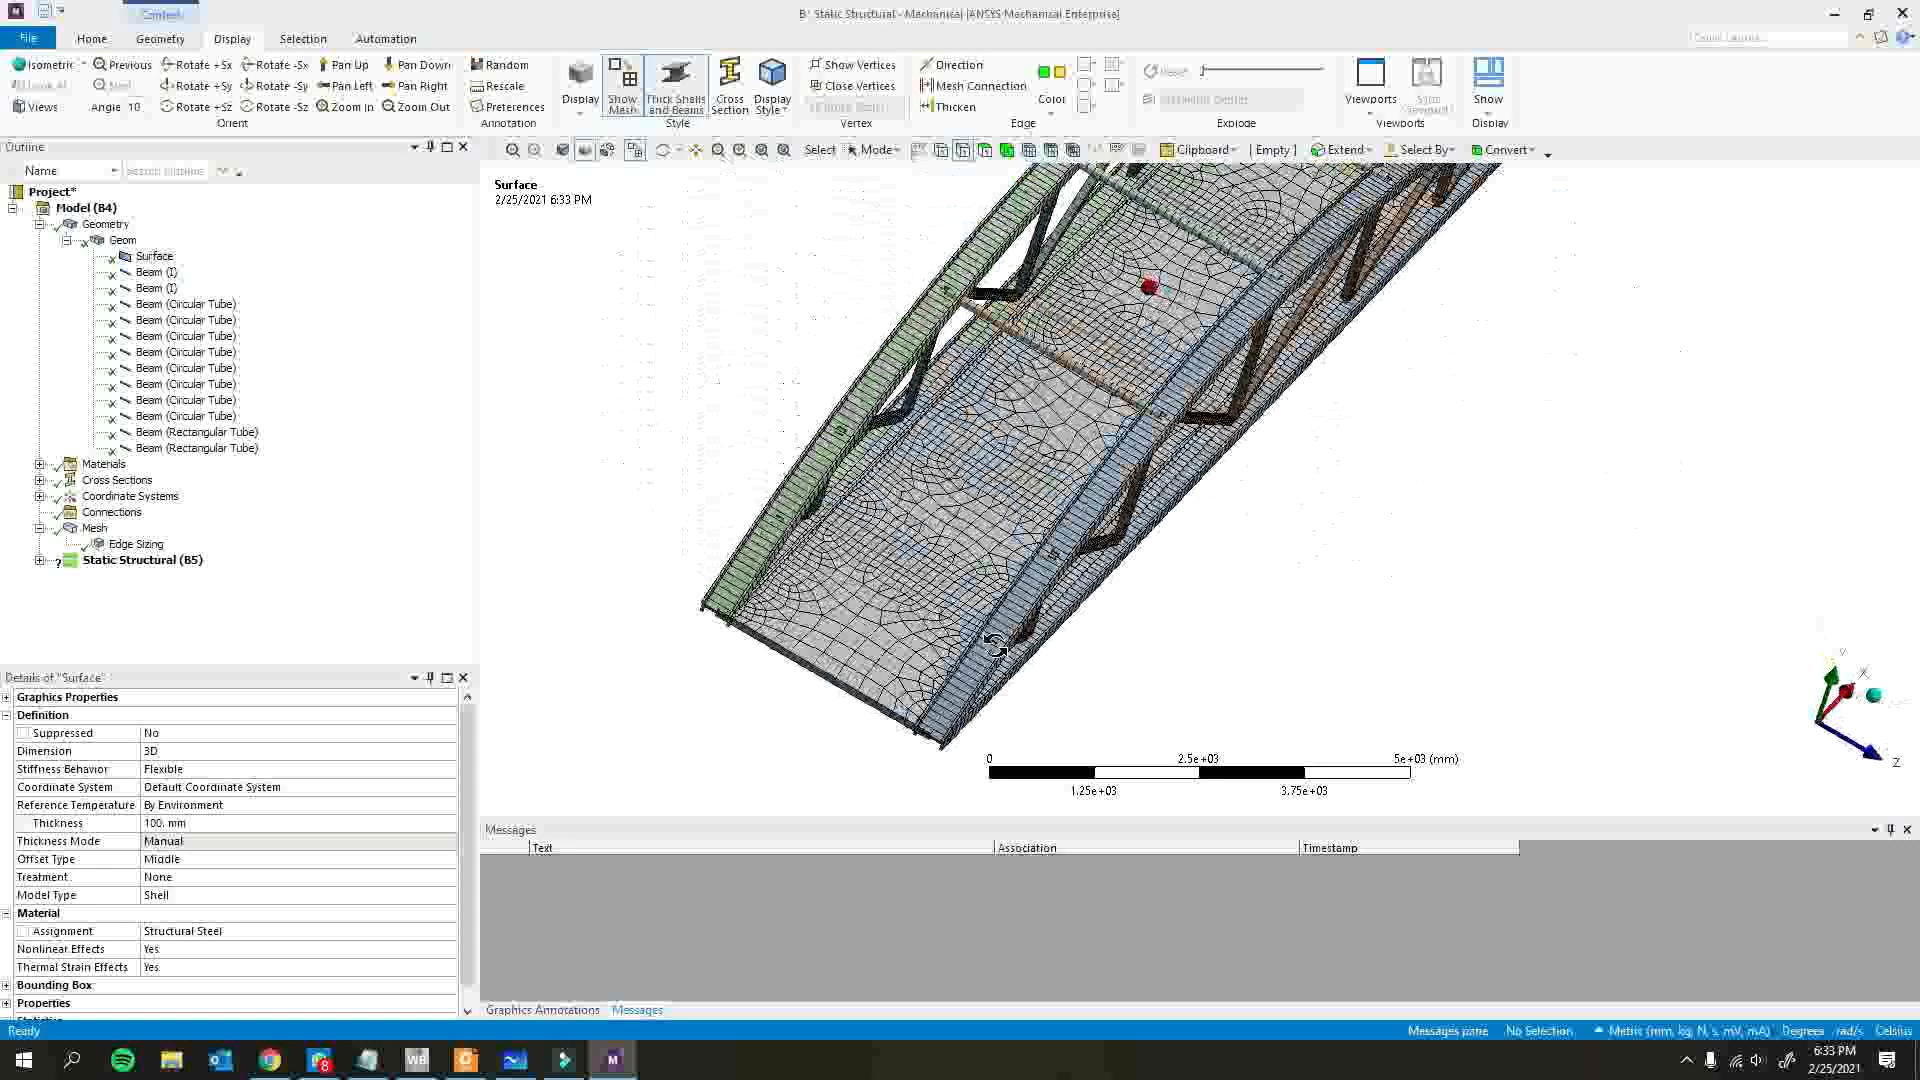 Context
B: Static Structural - Mechanical [ANSYS Mechanical Enterprise]
File Home Geometry Display Selection Automation
Isometric Previous Rotate +Sx Rotate -Sx Pan Up Pan Down Random Show Vertices Direction
Look At Next Rotate +Sy Rotate -Sy Pan Left Pan Right Rescale Close Vertices Mesh Connection
Views Angle 10 Rotate +Sz Rotate -Sz Zoom In Zoom Out Preferences Thicken
Display Show Mesh Thick Shells and Beams Cross Section Display Style Color Reset Viewports Show
Orient Annotation Style Vertex Edge Explode Viewports Display
Outline
Select Mode Clipboard [ Empty ] Extend Select By Convert
Name Search Outline
Project*
Model (B4)
Geometry
Geom
Surface
Beam (I)
Beam (I)
Beam (Circular Tube)
Beam (Circular Tube)
Beam (Circular Tube)
Beam (Circular Tube)
Beam (Circular Tube)
Beam (Circular Tube)
Beam (Circular Tube)
Beam (Circular Tube)
Beam (Rectangular Tube)
Beam (Rectangular Tube)
Materials
Cross Sections
Coordinate Systems
Connections
Mesh
Edge Sizing
Static Structural (B5)
Surface
2/25/2021 6:33 PM
Y
X
Z
0 2.5e+03 5e+03 (mm)
1.25e+03 3.75e+03
Details of "Surface"
Graphics Properties
Definition
Suppressed No
Dimension 3D
Stiffness Behavior Flexible
Coordinate System Default Coordinate System
Reference Temperature By Environment
Thickness 100. mm
Thickness Mode Manual
Offset Type Middle
Treatment None
Model Type Shell
Material
Assignment Structural Steel
Nonlinear Effects Yes
Thermal Strain Effects Yes
Bounding Box
Properties
Statistics
Messages
Text Association Timestamp
Graphics Annotations Messages
Ready
Messages pane No Selection Metric (mm, kg, N, s, mV, mA) Degrees rad/s Celsius
8
WB
M
6:33 PM
2/25/2021